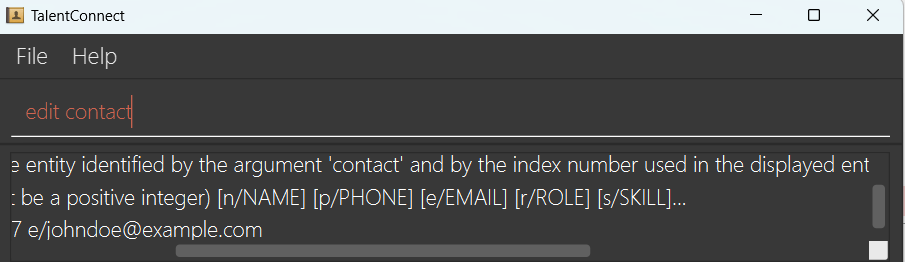 TalentConnect
File Help
edit contact
e entity identified by the argument 'contact' and by the index number used in the displayed ent
t be a positive integer) [n/NAME] [p/PHONE] [e/EMAIL] [r/ROLE] [s/SKILL]...
7 e/johndoe@example.com